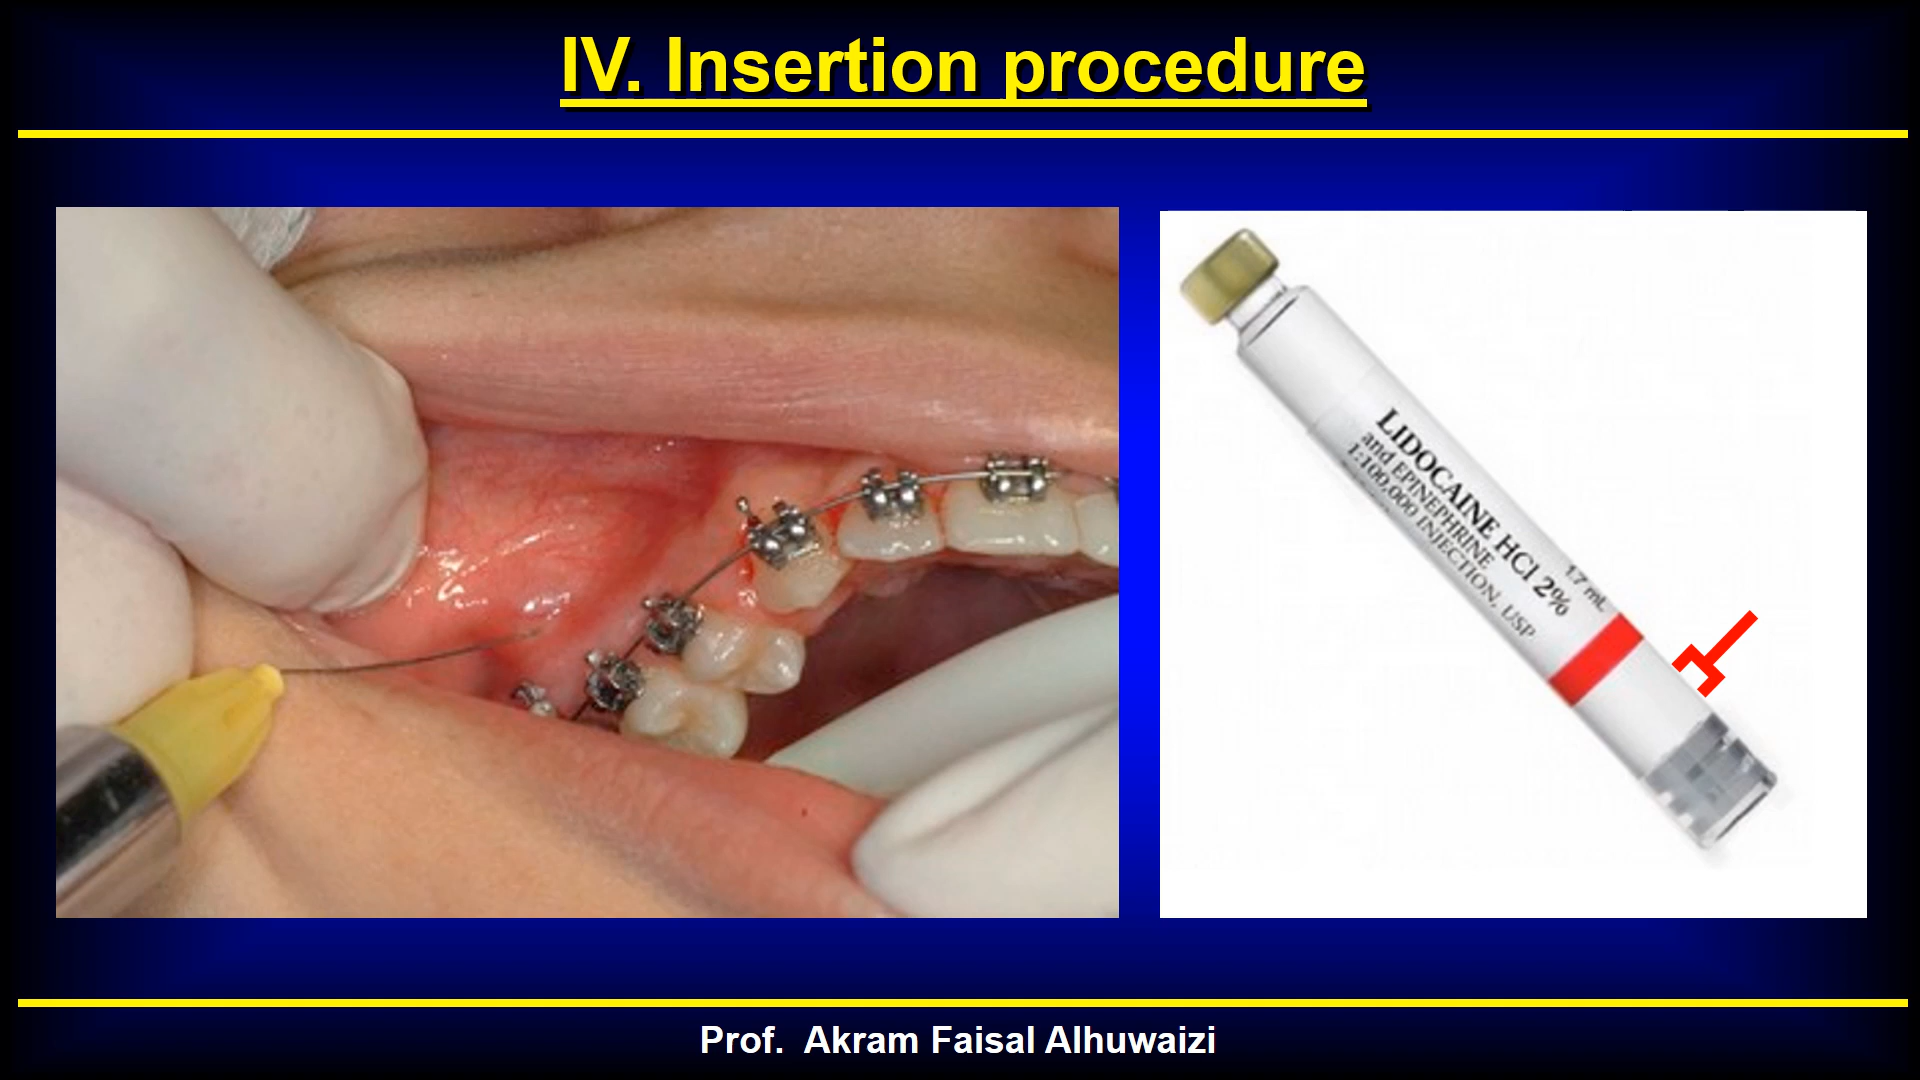 IV. Insertion procedure
LIDOCAINE HCl 2%
and EPINEPHRINE
1:100,000 INJECTION, USP
1.7 mL
Prof. Akram Faisal Alhuwaizi